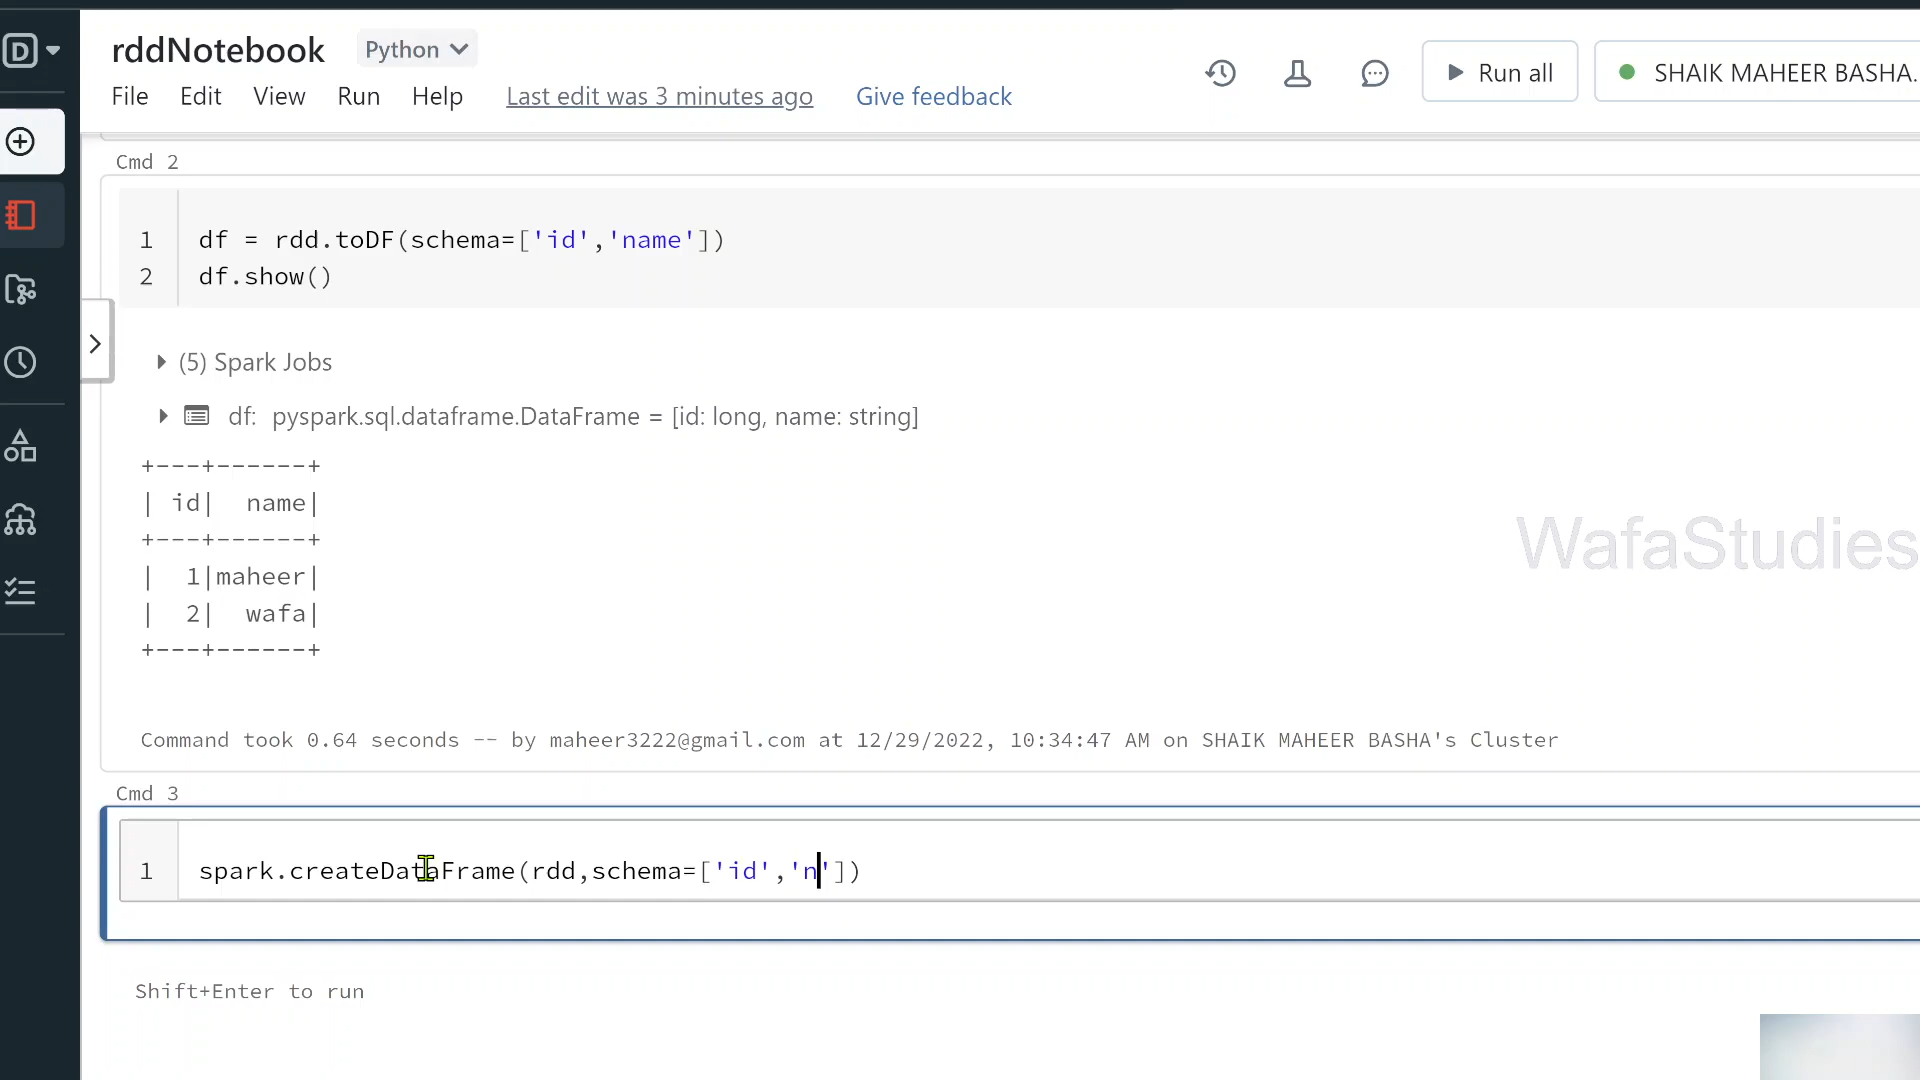 rddNotebook Python
File Edit View Run Help Last edit was 3 minutes ago Give feedback
Run all
SHAIK MAHEER BASHA.
Cmd 2
1 df = rdd.toDF(schema=['id','name'])
2 df.show()
(5) Spark Jobs
df: pyspark.sql.dataframe.DataFrame = [id: long, name: string]
+---+------+
| id|  name|
+---+------+
|  1|maheer|
|  2|  wafa|
+---+------+
WafaStudies
Command took 0.64 seconds -- by maheer3222@gmail.com at 12/29/2022, 10:34:47 AM on SHAIK MAHEER BASHA's Cluster
Cmd 3
1 spark.createDataFrame(rdd,schema=['id','n'])
Shift+Enter to run